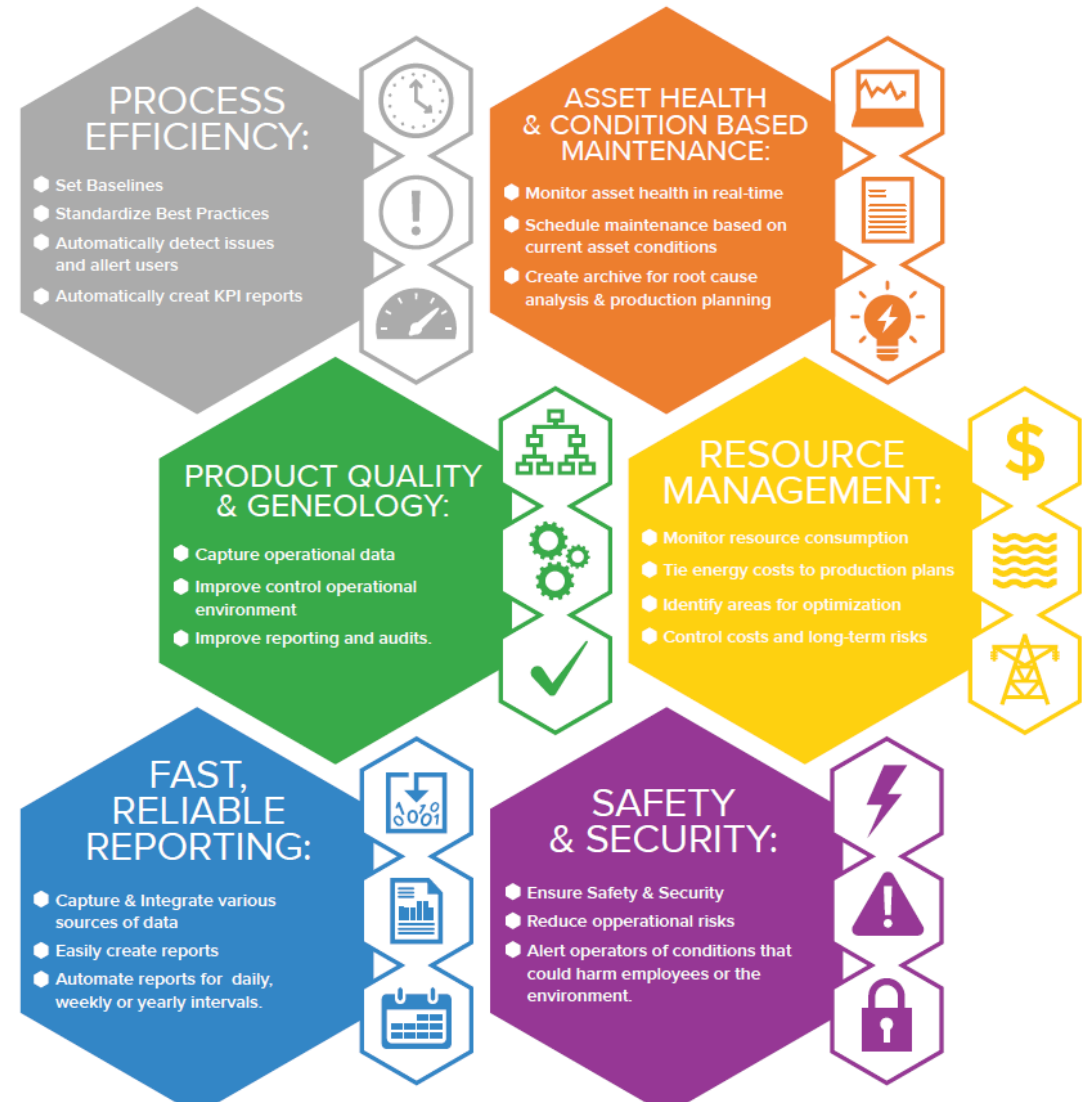 PROCESS
EFFICIENCY:
Set Baselines
Standardize Best Practices
Automatically detect issues
and allert users
Automatically creat KPI reports
ASSET HEALTH
& CONDITION BASED
MAINTENANCE:
Monitor asset health in real-time
Schedule maintenance based on
current asset conditions
Create archive for root cause
analysis & production planning
PRODUCT QUALITY
& GENEOLOGY:
Capture operational data
Improve control operational
environment
Improve reporting and audits.
RESOURCE
MANAGEMENT:
Monitor resource consumption
Tie energy costs to production plans
Identify areas for optimization
Control costs and long-term risks
$
FAST,
RELIABLE
REPORTING:
Capture & Integrate various
sources of data
Easily create reports
Automate reports for daily,
weekly or yearly intervals.
SAFETY
& SECURITY:
Ensure Safety & Security
Reduce opperational risks
Alert operators of conditions that
could harm employees or the
environment.